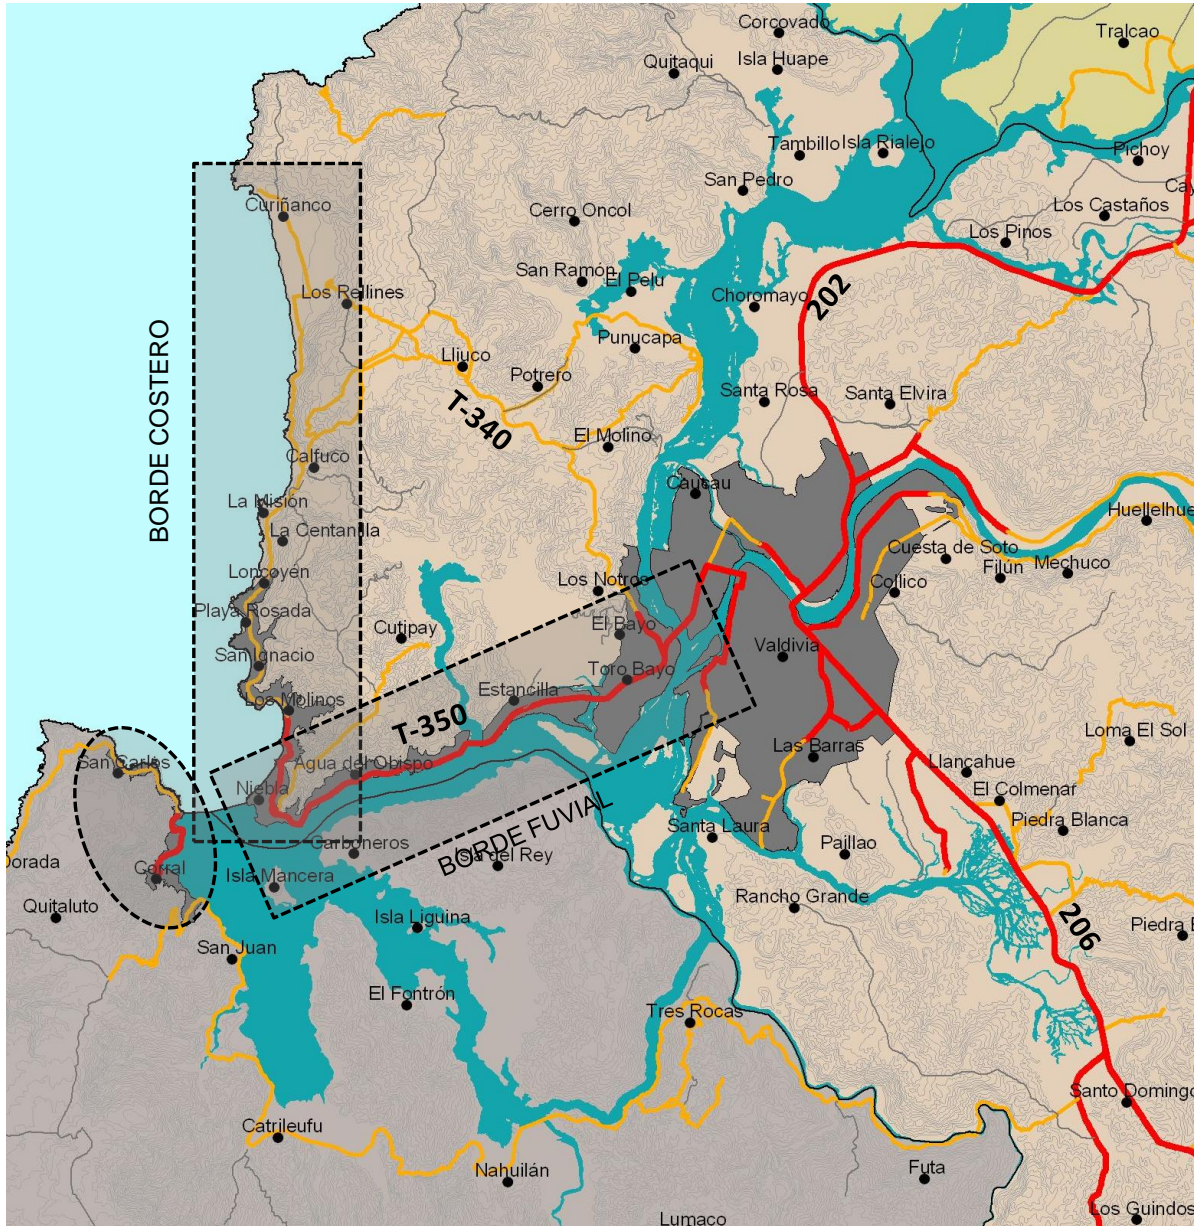 Corcovado
Tralcao
Quitaqui
Isla Huape
Tambillo
Isla Rialejo
Pichoy
San Pedro
Cay
Curiñanco
Cerro Oncol
Los Castaños
Los Pinos
San Ramón
El Pelu
Los Rellines
Choromayo
202
BORDE COSTERO
Lliuco
Punucapa
Potrero
Santa Rosa
Santa Elvira
T-340
El Molino
Calfuco
Caucau
La Misión
Huellelhue
La Centanilla
Cuesta de Soto
Loncoyén
Los Notros
Filún
Mechuco
Collico
Playa Rosada
Cutipay
El Bayo
San Ignacio
Toro Bayo
Valdivia
Los Molinos
Estancilla
T-350
Las Barras
Loma El Sol
San Carlos
Agua del Obispo
Llancahue
Niebla
El Colmenar
BORDE FUVIAL
Santa Laura
Piedra Blanca
Dorada
Carboneros
Isla del Rey
Paillao
Corral
Isla Mancera
Quitaluto
Isla Liguina
Rancho Grande
206
Piedra B
San Juan
El Fontrón
Tres Rocas
Santo Domingo
Catrileufu
Nahuilán
Futa
Lumaco
Los Guindos